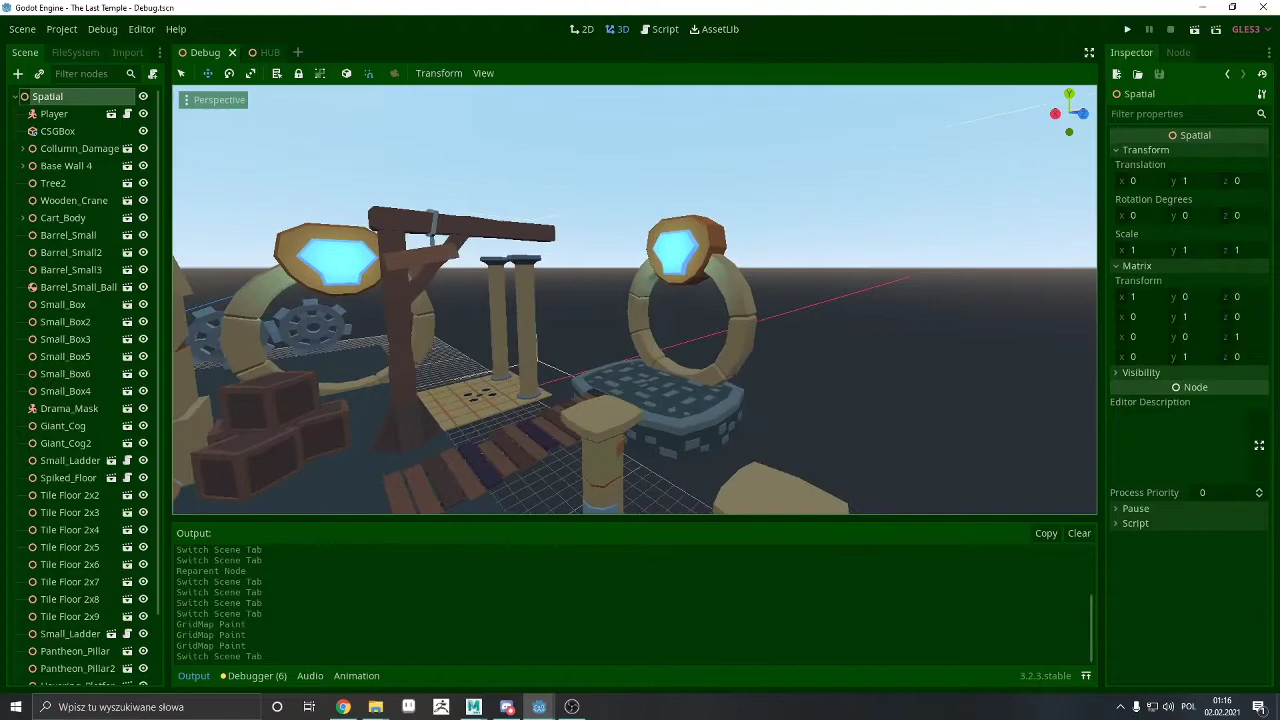 Godot Engine - The Last Temple - Debug.tscn
Scene Project Debug Editor Help
2D 3D Script AssetLib
GLES3
Scene FileSystem Import
Debug HUB
Inspector Node
Filter nodes
Transform View
Spatial
Perspective
Y
X
Z
Spatial
Player
CSGBox
Collumn_Damage
Base Wall 4
Tree2
Wooden_Crane
Cart_Body
Barrel_Small
Barrel_Small2
Barrel_Small3
Barrel_Small_Ball
Small_Box
Small_Box2
Small_Box3
Small_Box5
Small_Box6
Small_Box4
Drama_Mask
Giant_Cog
Giant_Cog2
Small_Ladder
Spiked_Floor
Tile Floor 2x2
Tile Floor 2x3
Tile Floor 2x4
Tile Floor 2x5
Tile Floor 2x6
Tile Floor 2x7
Tile Floor 2x8
Tile Floor 2x9
Small_Ladder
Pantheon_Pillar
Pantheon_Pillar2
Filter properties
Spatial
Transform
Translation
x 0 y 1 z 0
Rotation Degrees
x 0 y 0 z 0
Scale
x 1 y 1 z 1
Matrix
Transform
x 1 y 0 z 0
x 0 y 1 z 0
x 0 y 0 z 1
x 0 y 1 z 0
Visibility
Node
Editor Description
Process Priority 0
Pause
Script
Output:
Copy Clear
Switch Scene Tab
Switch Scene Tab
Reparent Node
Switch Scene Tab
Switch Scene Tab
Switch Scene Tab
Switch Scene Tab
GridMap Paint
GridMap Paint
GridMap Paint
Switch Scene Tab
Output Debugger (6) Audio Animation
3.2.3.stable
Wpisz tu wyszukiwane słowa
POL
01:16
02.02.2021